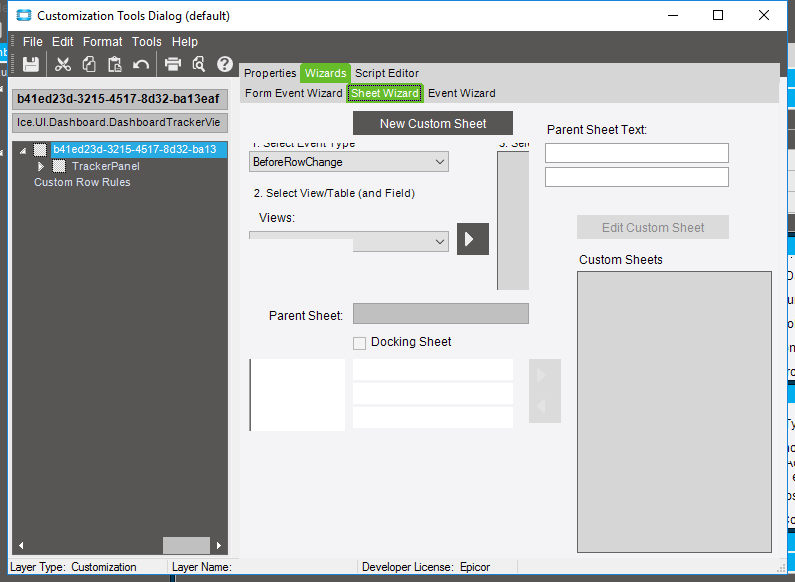 Customization Tools Dialog (default)
File Edit Format Tools Help
Properties Wizards Script Editor
Form Event Wizard Sheet Wizard Event Wizard
b41ed23d-3215-4517-8d32-ba13eaf
Ice.UI.Dashboard.DashboardTrackerVie
b41ed23d-3215-4517-8d32-ba13
TrackerPanel
Custom Row Rules
New Custom Sheet
Parent Sheet Text:
1. Select Event Type
3. Sel
BeforeRowChange
2. Select View/Table (and Field)
Views:
Edit Custom Sheet
Custom Sheets
Parent Sheet:
Docking Sheet
Layer Type: Customization
Layer Name:
Developer License: Epicor